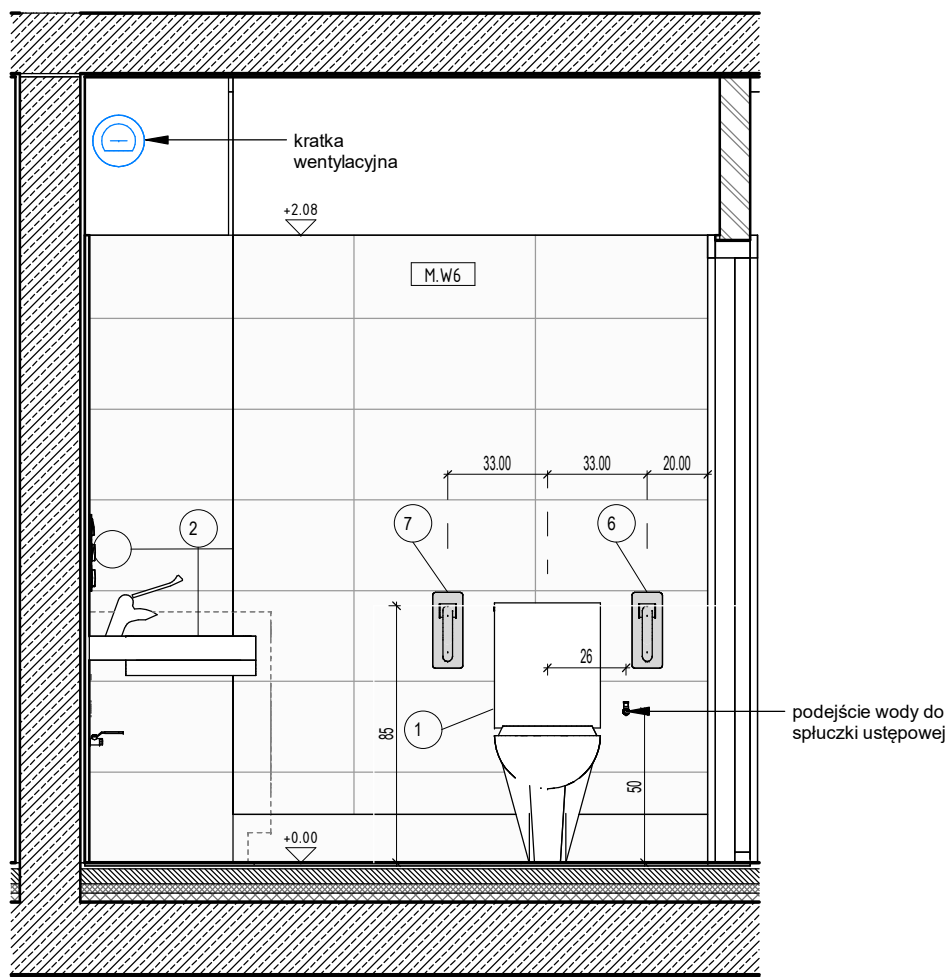 kratka
wentylacyjna
+2.08
M.W6
33.00 33.00 20.00
2
7
6
26
1
85
podejście wody do
spłuczki ustępowej
50
+0.00